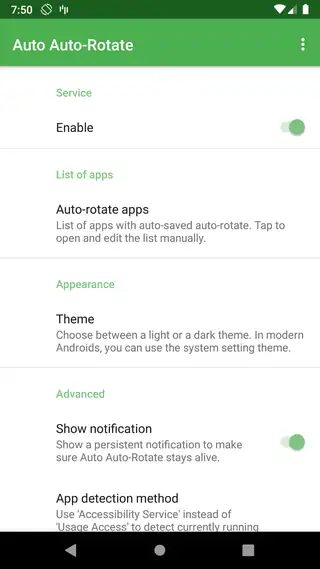 7:50
Auto Auto-Rotate
Service
Enable
List of apps
Auto-rotate apps
List of apps with auto-saved auto-rotate. Tap to
open and edit the list manually.
Appearance
Theme
Choose between a light or a dark theme. In modern
Androids, you can use the system setting theme.
Advanced
Show notification
Show a persistent notification to make
sure Auto Auto-Rotate stays alive.
App detection method
Use 'Accessibility Service' instead of
'Usage Access' to detect currently running